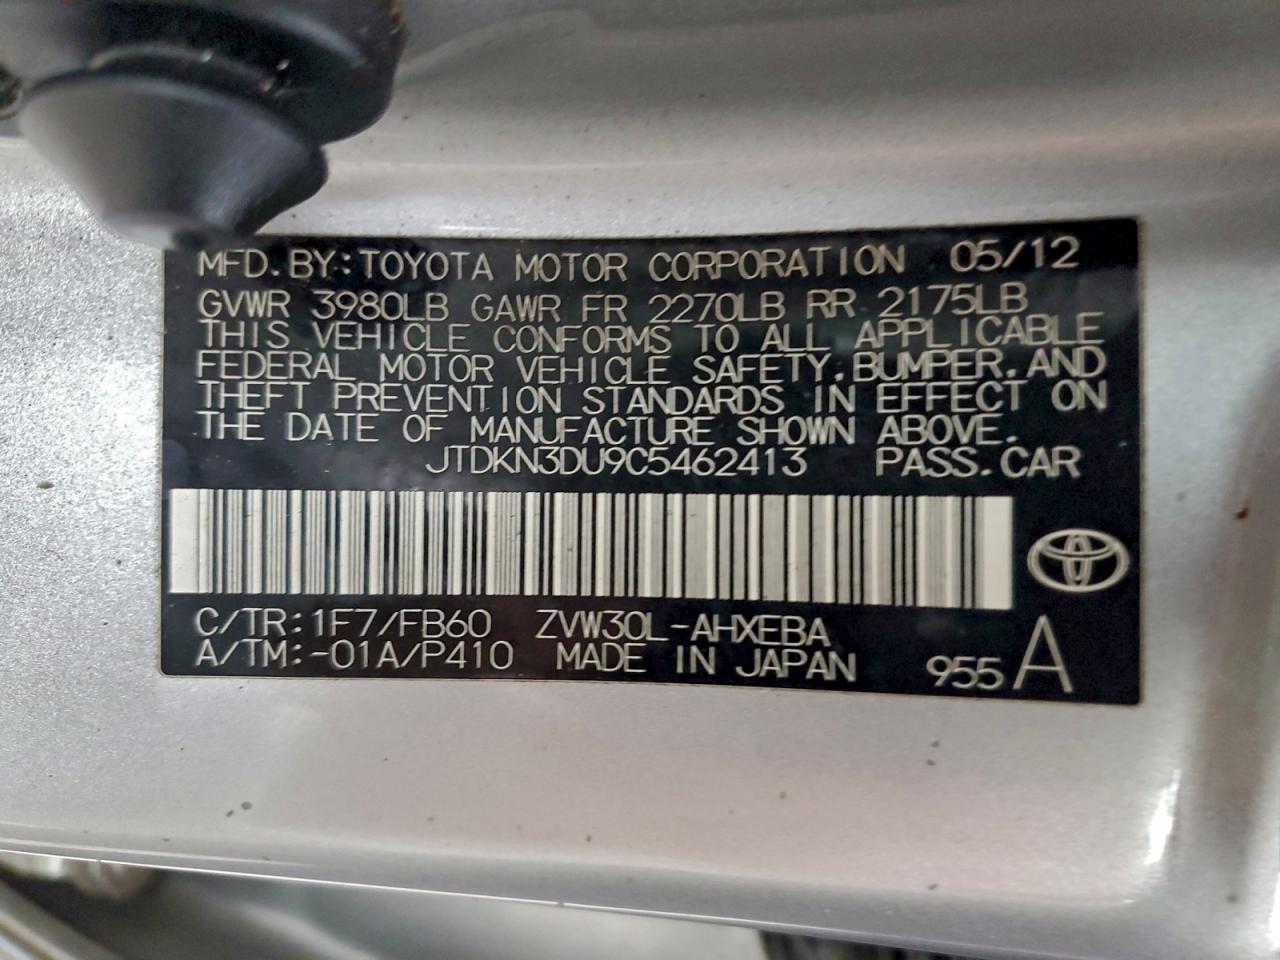 MFD.BY:TOYOTA MOTOR CORPORATION 05/12
GVWR 3980LB GAWR FR 2270LB RR 2175LB
THIS VEHICLE CONFORMS TO ALL APPLICABLE
FEDERAL MOTOR VEHICLE SAFETY,BUMPER,AND
THEFT PREVENTION STANDARDS IN EFFECT ON
THE DATE OF MANUFACTURE SHOWN ABOVE.
JTDKN3DU9C5462413 PASS.CAR
C/TR:1F7/FB60 ZVW30L-AHXEBA
A/TM:-01A/P410 MADE IN JAPAN 955 A